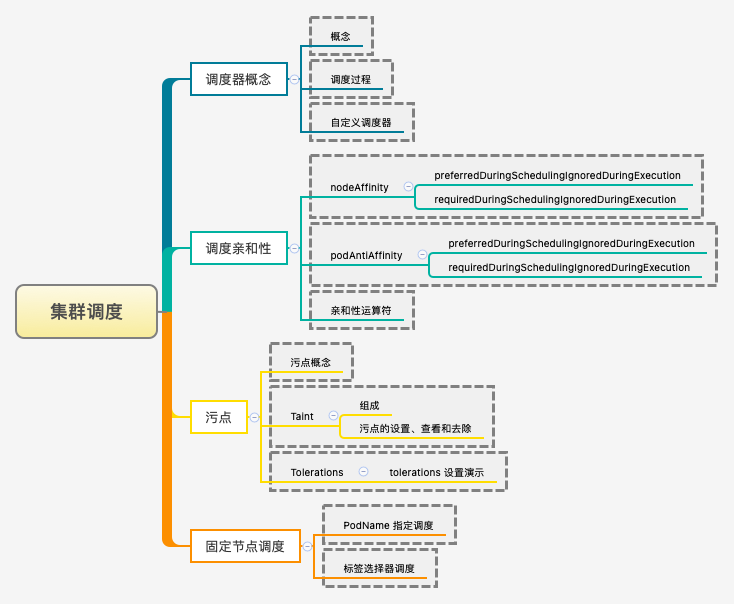 集群调度
调度器概念
概念
调度过程
自定义调度器
调度亲和性
nodeAffinity
preferredDuringSchedulingIgnoredDuringExecution
requiredDuringSchedulingIgnoredDuringExecution
podAntiAffinity
preferredDuringSchedulingIgnoredDuringExecution
requiredDuringSchedulingIgnoredDuringExecution
亲和性运算符
污点
污点概念
Taint
组成
污点的设置、查看和去除
Tolerations
tolerations 设置演示
固定节点调度
PodName 指定调度
标签选择器调度